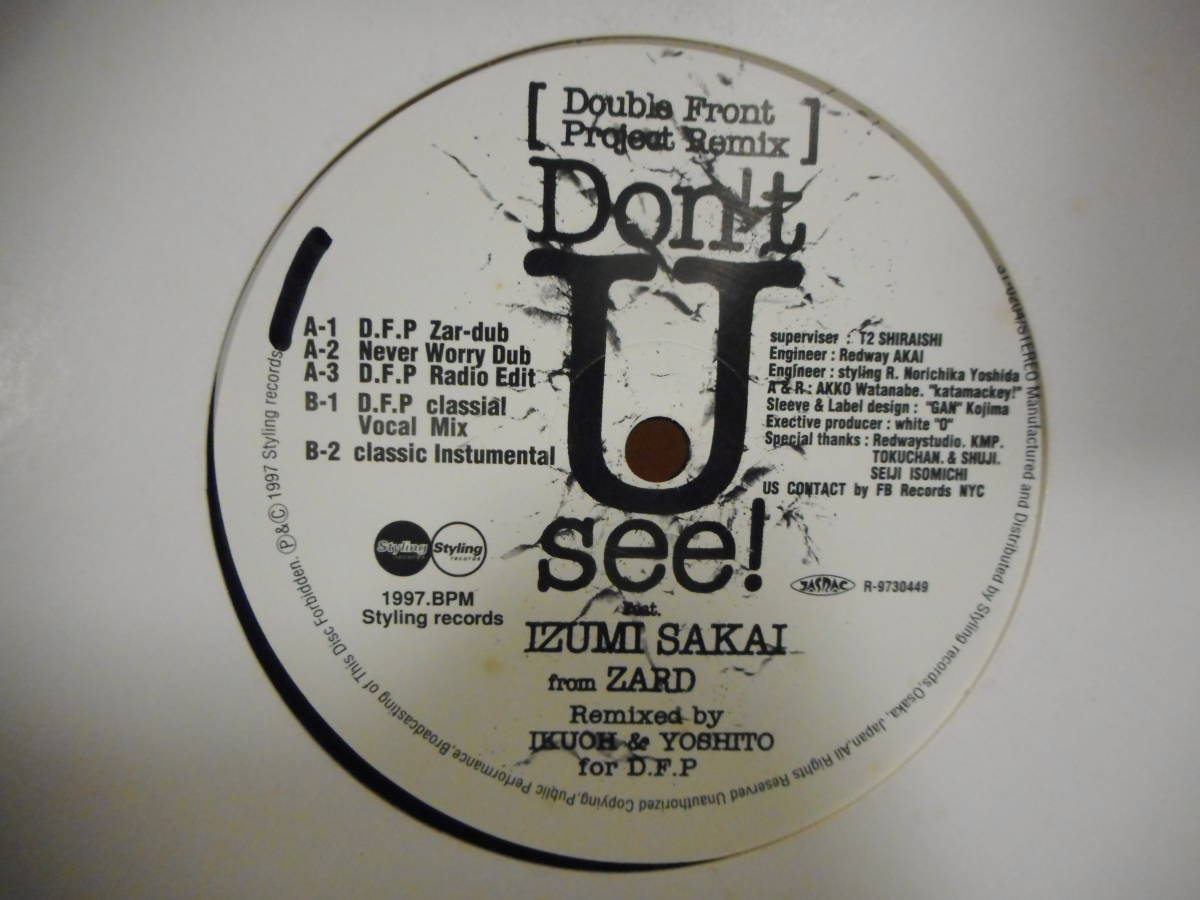 [ Double Front
Project Remix ]
Don't
U
see!
Feat.
IZUMI SAKAI
from ZARD
Remixed by
IKUOH & YOSHITO
for D.F.P
A-1 D.F.P Zar-dub
A-2 Never Worry Dub
A-3 D.F.P Radio Edit
B-1 D.F.P classial
Vocal Mix
B-2 classic Instumental
Styling records
Styling records
1997.BPM
Styling records
superviser : T2 SHIRAISHI
Engineer : Redway AKAI
Engineer : styling R. Norichika Yoshida
A & R : AKKO Watanabe. "katamackey!"
Sleeve & Label design : "GAN" Kojima
Exective producer : white "O"
Special thanks : Redwaystudio. KMP.
TOKUCHAN. & SHUJI.
SEIJI ISOMICHI
US CONTACT by FB Records NYC
JASRAC R-9730449
STEREO Manufactured and Distributed by Styling records,Osaka, Japan,All Rights Reserved Unauthorized Copying,Public Performance,Broadcasting of This Disc Forbidden. Ⓟ&Ⓒ 1997 Styling records